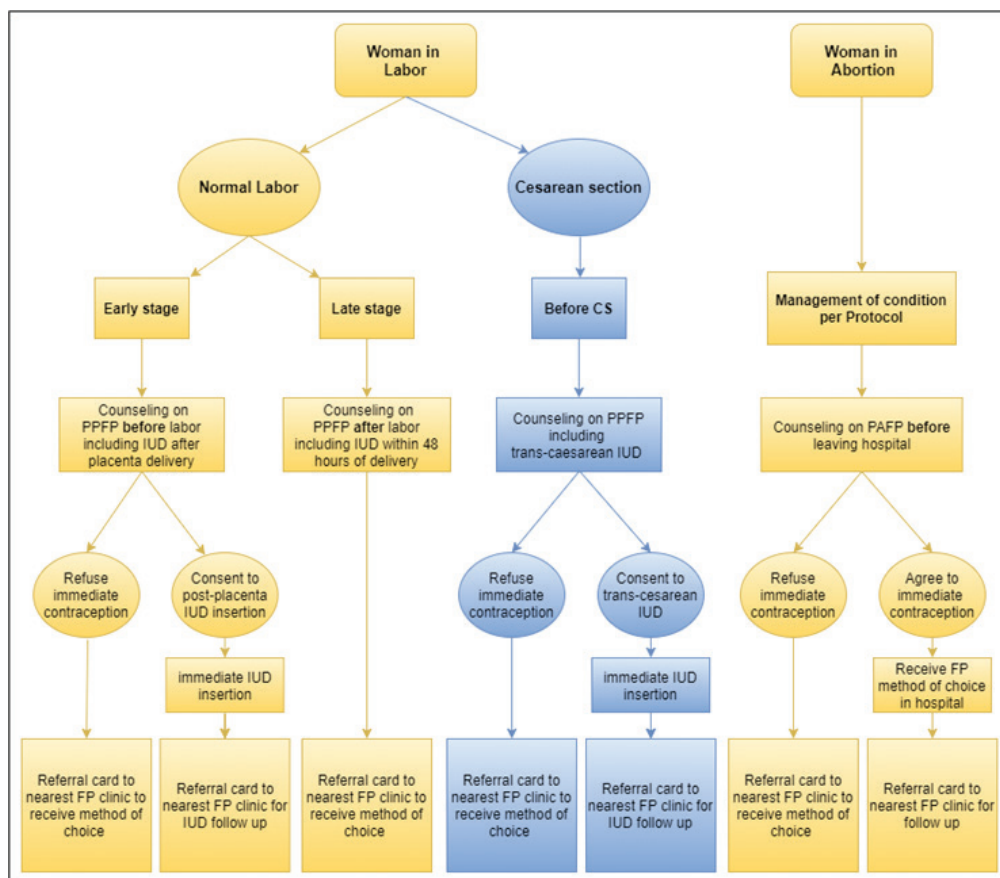 Woman in
Labor
Woman in
Abortion
Normal Labor
Cesarean section
Early stage
Late stage
Before CS
Management of condition
per Protocol
Counseling on
PPFP before labor
including IUD after
placenta delivery
Counseling on
PPFP after labor
including IUD within 48
hours of delivery
Counseling on PPFP
including
trans-caesarean IUD
Counseling on PAFP before
leaving hospital
Refuse
immediate
contraception
Consent to
post-placenta
IUD insertion
Refuse
immediate
contraception
Consent to
trans-cesarean
IUD
Refuse
immediate
contraception
Agree to
immediate
contraception
immediate IUD
insertion
immediate IUD
insertion
Receive FP
method of choice
in hospital
Referral card to
nearest FP clinic to
receive method of
choice
Referral card to
nearest FP clinic for
IUD follow up
Referral card to
nearest FP clinic to
receive method of
choice
Referral card to
nearest FP clinic to
receive method of
choice
Referral card to
nearest FP clinic for
IUD follow up
Referral card to
nearest FP clinic to
receive method of
choice
Referral card to
nearest FP clinic for
follow up